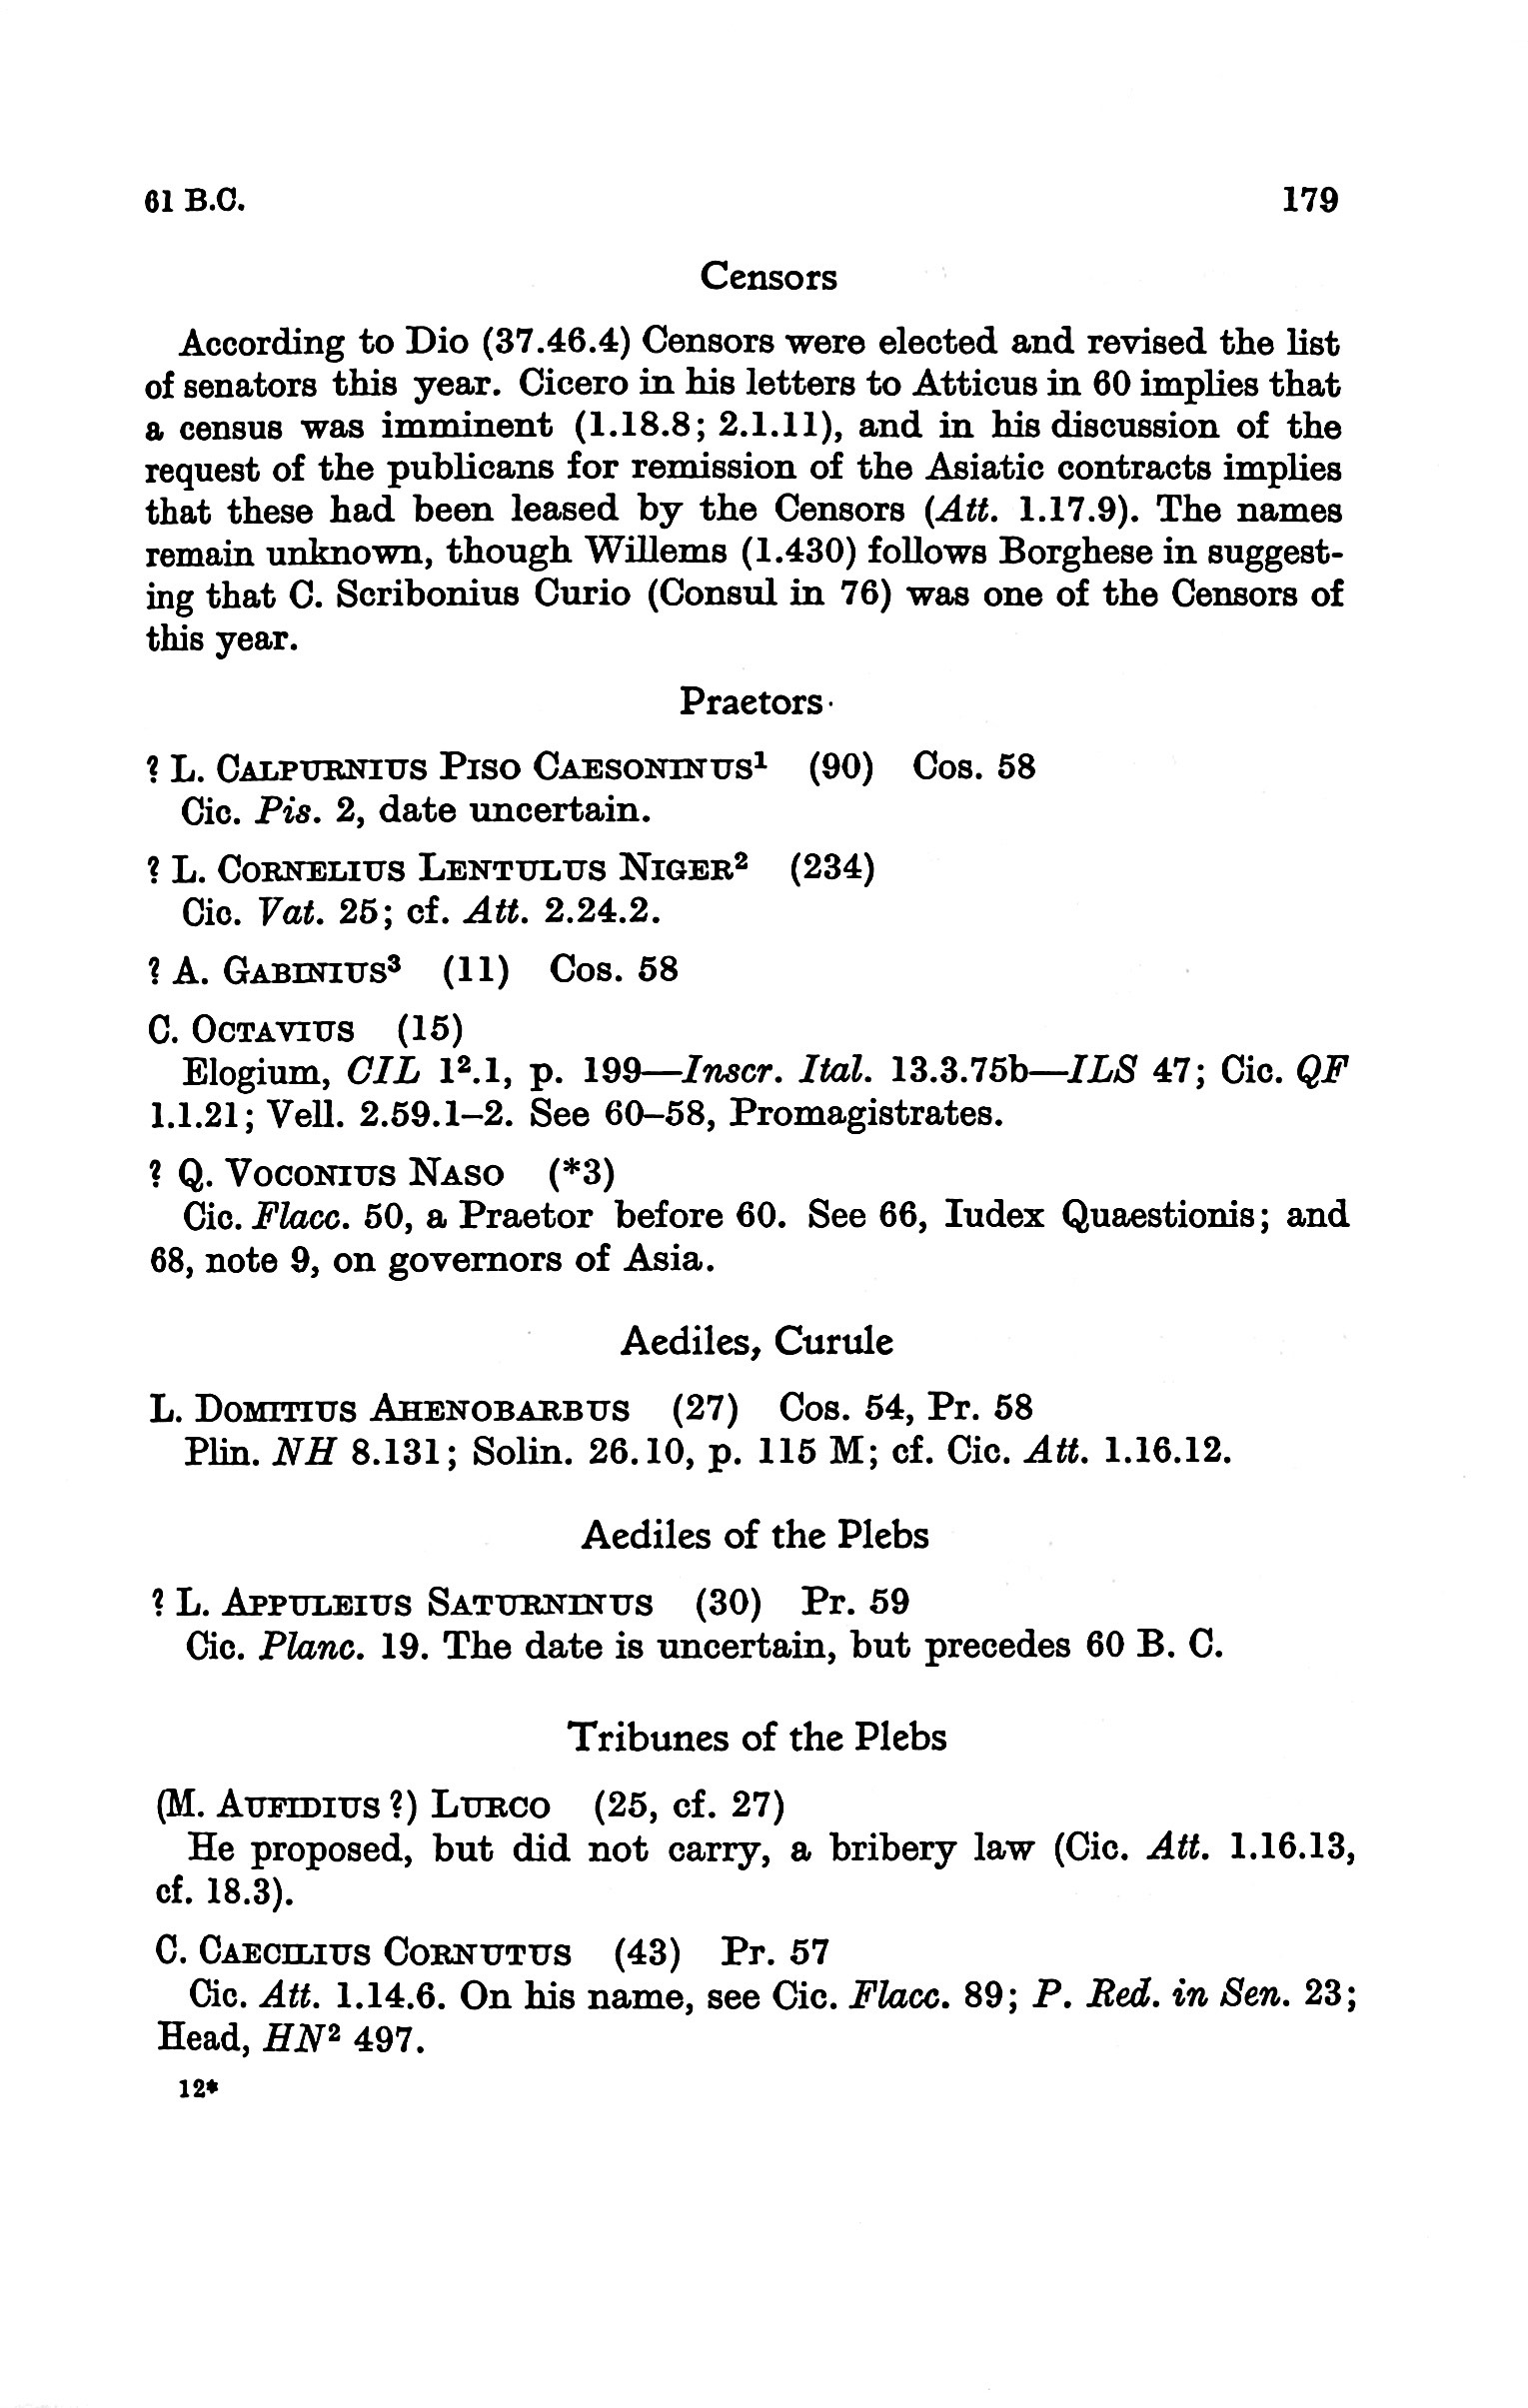 61 B.C. 179
Censors
According to Dio (37.46.4) Censors were elected and revised the list
of senators this year. Cicero in his letters to Atticus in 60 implies that
a census was imminent (1.18.8; 2.1.11), and in his discussion of the
request of the publicans for remission of the Asiatic contracts implies
that these had been leased by the Censors (Att. 1.17.9). The names
remain unknown, though Willems (1.430) follows Borghese in suggest-
ing that C. Scribonius Curio (Consul in 76) was one of the Censors of
this year.
Praetors
? L. CALPURNIUS PISO CAESONINUS¹ (90) Cos. 58
Cic. Pis. 2, date uncertain.
? L. CORNELIUS LENTULUS NIGER² (234)
Cic. Vat. 25; cf. Att. 2.24.2.
? A. GABINIUS³ (11) Cos. 58
C. OCTAVIUS (15)
Elogium, CIL 1².1, p. 199—Inscr. Ital. 13.3.75b—ILS 47; Cic. QF
1.1.21; Vell. 2.59.1–2. See 60–58, Promagistrates.
? Q. VOCONIUS NASO (*3)
Cic. Flacc. 50, a Praetor before 60. See 66, Iudex Quaestionis; and
68, note 9, on governors of Asia.
Aediles, Curule
L. DOMITIUS AHENOBARBUS (27) Cos. 54, Pr. 58
Plin. NH 8.131; Solin. 26.10, p. 115 M; cf. Cic. Att. 1.16.12.
Aediles of the Plebs
? L. APPULEIUS SATURNINUS (30) Pr. 59
Cic. Planc. 19. The date is uncertain, but precedes 60 B. C.
Tribunes of the Plebs
(M. AUFIDIUS ?) LURCO (25, cf. 27)
He proposed, but did not carry, a bribery law (Cic. Att. 1.16.13,
cf. 18.3).
C. CAECILIUS CORNUTUS (43) Pr. 57
Cic. Att. 1.14.6. On his name, see Cic. Flacc. 89; P. Red. in Sen. 23;
Head, HN² 497.
12*